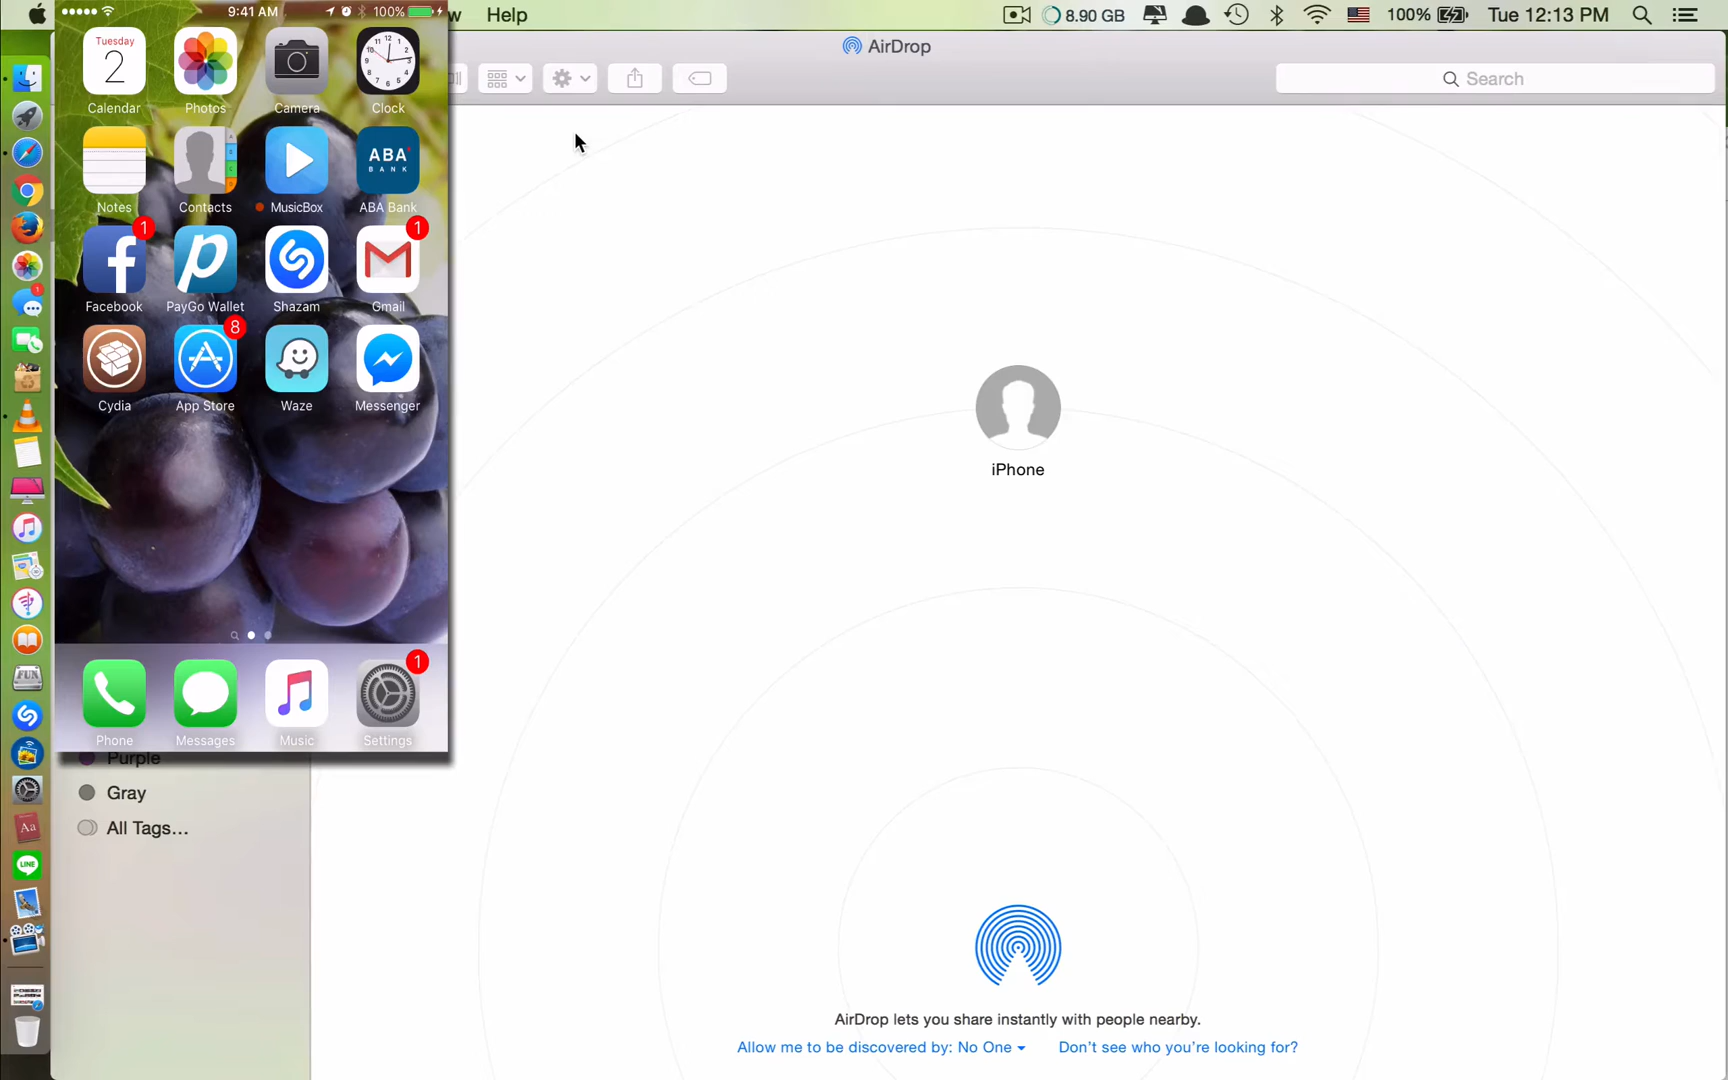 9:41 AM 100%
w Help 8.90 GB 100% Tue 12:13 PM
AirDrop
Search
Tuesday
2
Calendar Photos Camera Clock
ABA
BANK
Notes Contacts MusicBox ABA Bank
1 1
Facebook PayGo Wallet Shazam Gmail
8
Cydia App Store Waze Messenger
iPhone
1
Phone Messages Music Settings
Purple
Gray
All Tags...
LINE
AirDrop lets you share instantly with people nearby.
Allow me to be discovered by: No One Don't see who you're looking for?